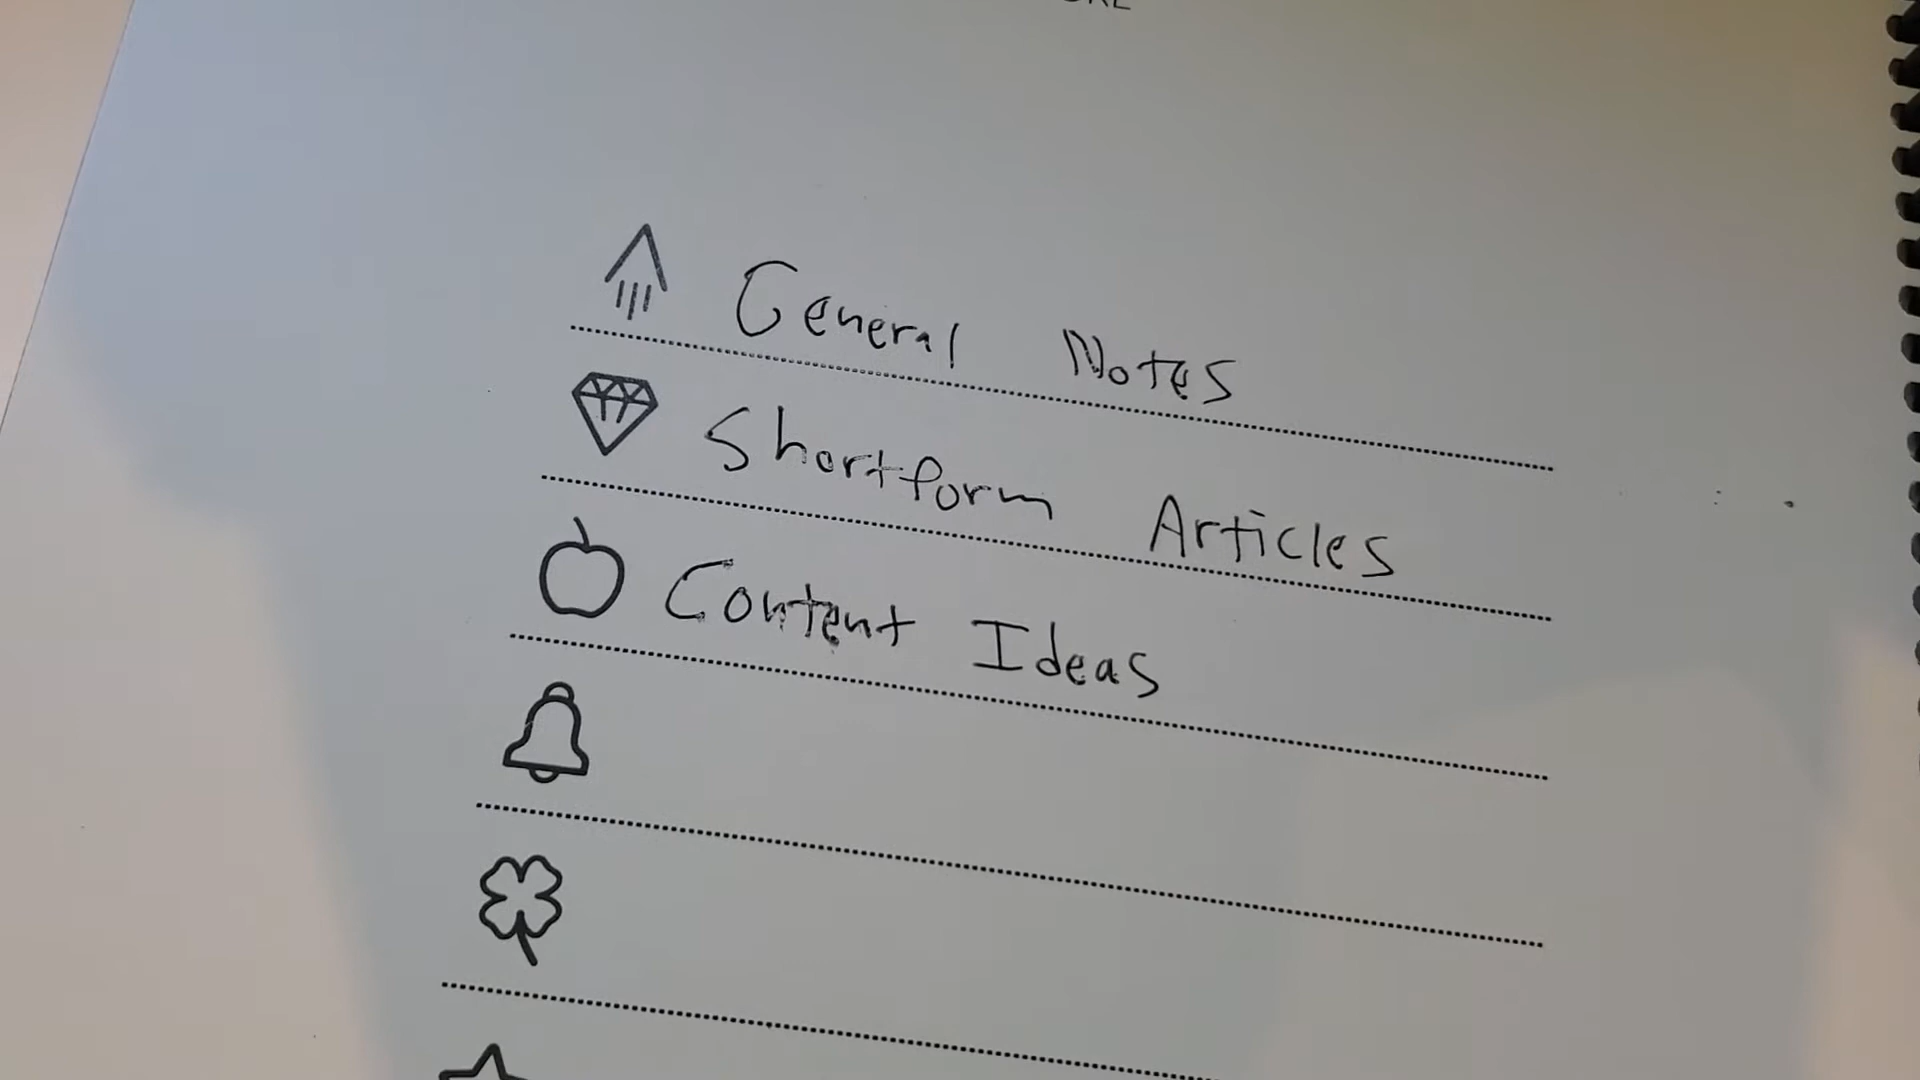 General Notes
Shortform Articles
Content Ideas